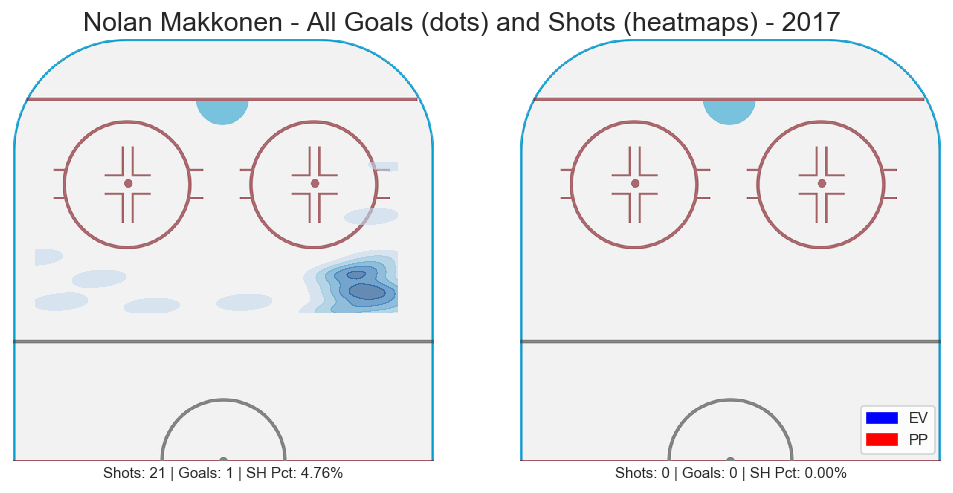 Nolan Makkonen - All Goals (dots) and Shots (heatmaps) - 2017
EV
PP
Shots: 21 | Goals: 1 | SH Pct: 4.76%
Shots: 0 | Goals: 0 | SH Pct: 0.00%